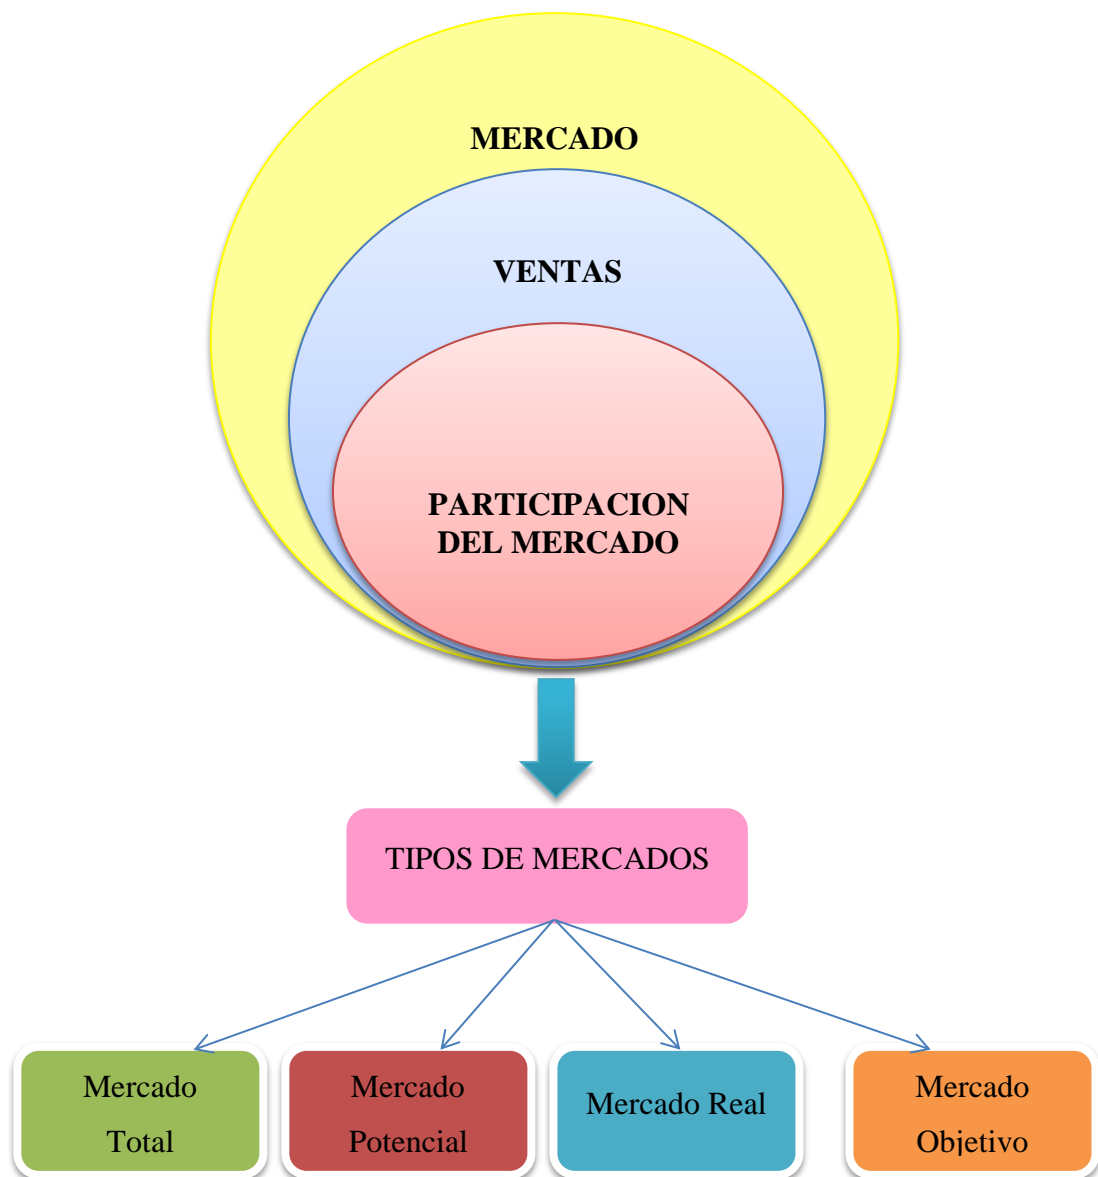 MERCADO
VENTAS
PARTICIPACION
DEL MERCADO
TIPOS DE MERCADOS
Mercado
Total
Mercado
Potencial
Mercado Real
Mercado
Objetivo